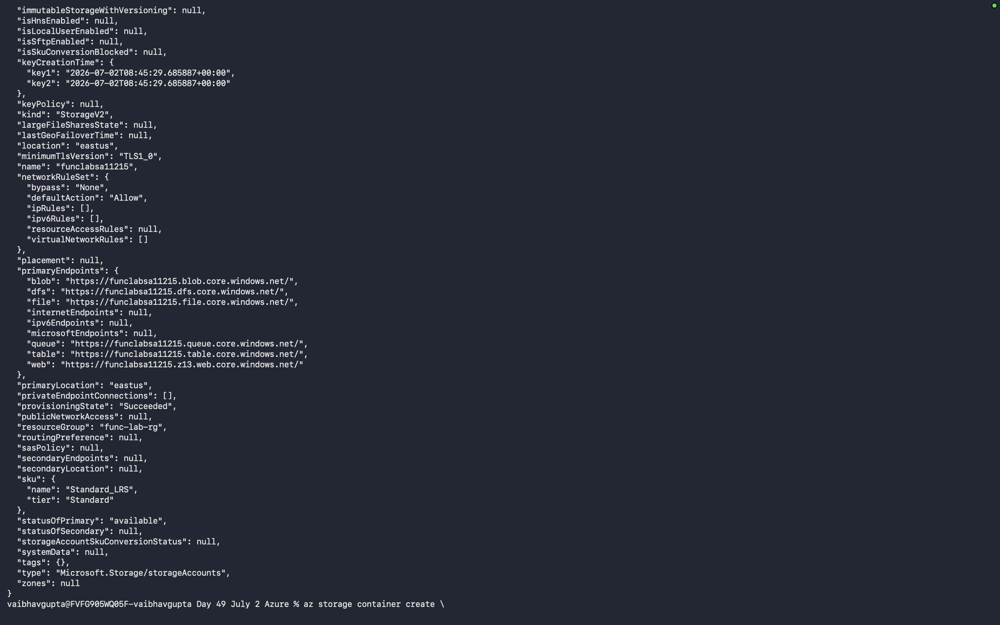 "immutableStorageWithVersioning": null,
  "isHnsEnabled": null,
  "isLocalUserEnabled": null,
  "isSftpEnabled": null,
  "isSkuConversionBlocked": null,
  "keyCreationTime": {
    "key1": "2026-07-02T08:45:29.685887+00:00",
    "key2": "2026-07-02T08:45:29.685887+00:00"
  },
  "keyPolicy": null,
  "kind": "StorageV2",
  "largeFileSharesState": null,
  "lastGeoFailoverTime": null,
  "location": "eastus",
  "minimumTlsVersion": "TLS1_0",
  "name": "funclabsa11215",
  "networkRuleSet": {
    "bypass": "None",
    "defaultAction": "Allow",
    "ipRules": [],
    "ipv6Rules": [],
    "resourceAccessRules": null,
    "virtualNetworkRules": []
  },
  "placement": null,
  "primaryEndpoints": {
    "blob": "https://funclabsa11215.blob.core.windows.net/",
    "dfs": "https://funclabsa11215.dfs.core.windows.net/",
    "file": "https://funclabsa11215.file.core.windows.net/",
    "internetEndpoints": null,
    "ipv6Endpoints": null,
    "microsoftEndpoints": null,
    "queue": "https://funclabsa11215.queue.core.windows.net/",
    "table": "https://funclabsa11215.table.core.windows.net/",
    "web": "https://funclabsa11215.z13.web.core.windows.net/"
  },
  "primaryLocation": "eastus",
  "privateEndpointConnections": [],
  "provisioningState": "Succeeded",
  "publicNetworkAccess": null,
  "resourceGroup": "func-lab-rg",
  "routingPreference": null,
  "sasPolicy": null,
  "secondaryEndpoints": null,
  "secondaryLocation": null,
  "sku": {
    "name": "Standard_LRS",
    "tier": "Standard"
  },
  "statusOfPrimary": "available",
  "statusOfSecondary": null,
  "storageAccountSkuConversionStatus": null,
  "systemData": null,
  "tags": {},
  "type": "Microsoft.Storage/storageAccounts",
  "zones": null
}
vaibhavgupta@FVFG905WQ05F-vaibhavgupta Day 49 July 2 Azure % az storage container create \